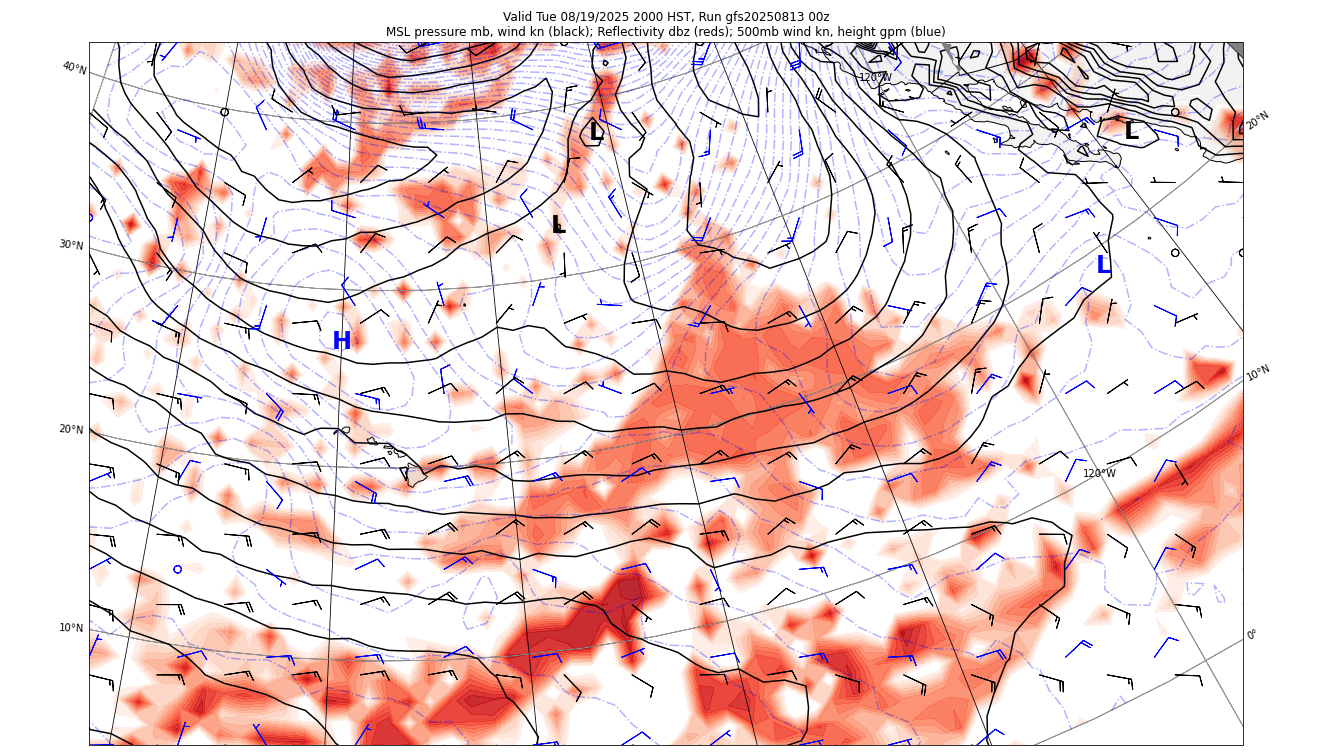 Valid Tue 08/19/2025 2000 HST, Run gfs20250813 00z
MSL pressure mb, wind kn (black); Reflectivity dbz (reds); 500mb wind kn, height gpm (blue)
40°N
120°W
20°N
L
L
L
30°N
L
H
10°N
20°N
120°W
10°N
0°